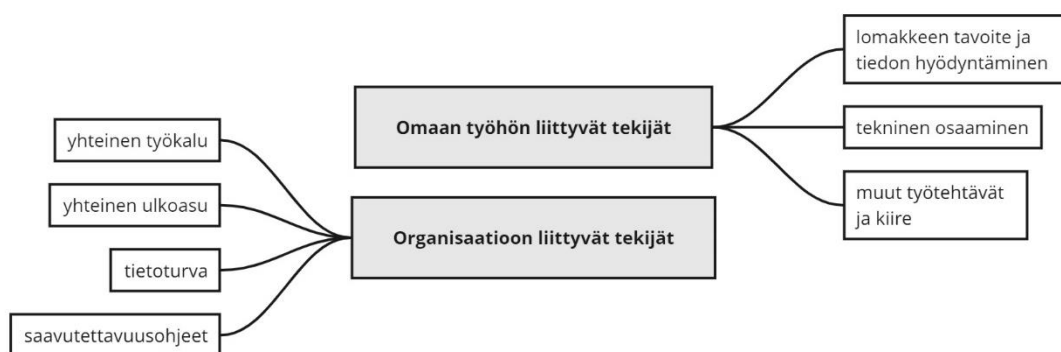 Omaan työhön liittyvät tekijät
lomakkeen tavoite ja
tiedon hyödyntäminen
tekninen osaaminen
muut työtehtävät
ja kiire
Organisaatioon liittyvät tekijät
yhteinen työkalu
yhteinen ulkoasu
tietoturva
saavutettavuusohjeet